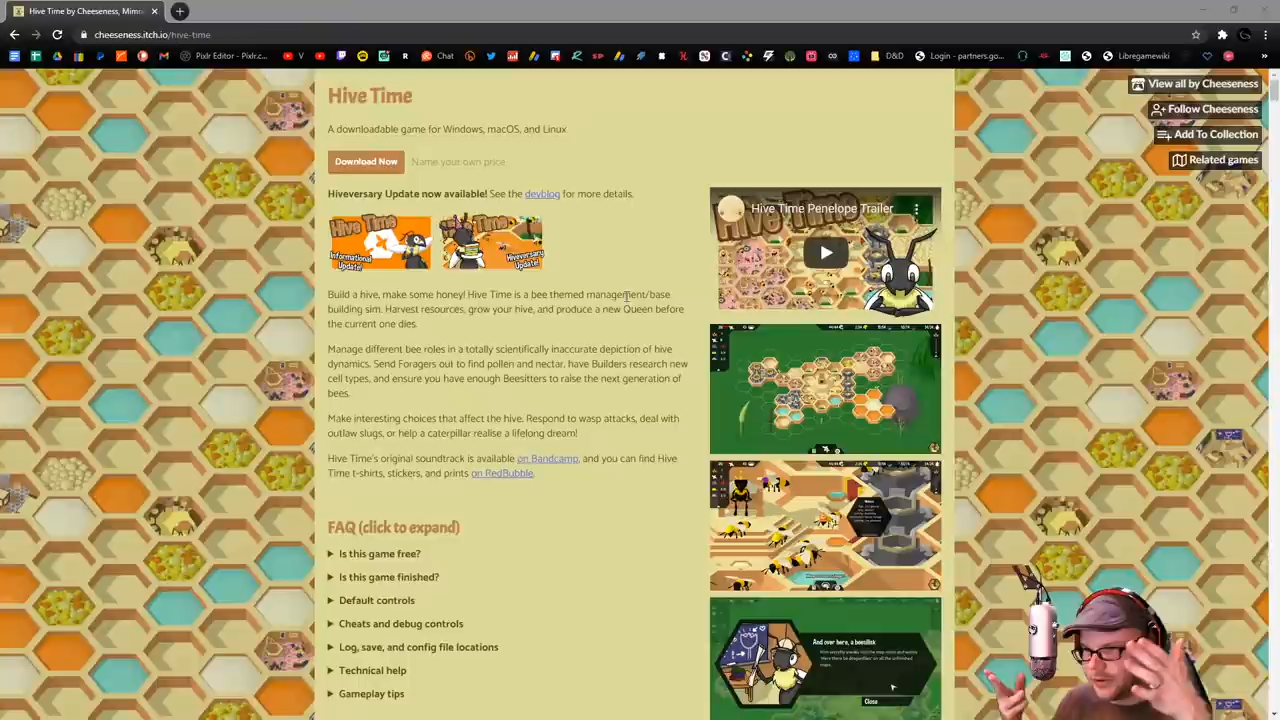 Hive Time by Cheeseness, Min
cheeseness.itch.io/hive-time
Pixlr Editor - Pixlr.c...
V
R
Chat
D&D
Login - partners.go...
Libregamewiki
Hive Time
A downloadable game for Windows, macOS, and Linux
Download Now
Name your own price
Hiveversary Update now available! See the devblog for more details.
Hive Time
Informational Update!
Hive Time
Hiveversary Update!
Build a hive, make some honey! Hive Time is a bee themed management/base
building sim. Harvest resources, grow your hive, and produce a new Queen before
the current one dies.
Manage different bee roles in a totally scientifically inaccurate depiction of hive
dynamics. Send Foragers out to find pollen and nectar, have Builders research new
cell types, and ensure you have enough Beesitters to raise the next generation of
bees.
Make interesting choices that affect the hive. Respond to wasp attacks, deal with
outlaw slugs, or help a caterpillar realise a lifelong dream!
Hive Time's original soundtrack is available on Bandcamp, and you can find Hive
Time t-shirts, stickers, and prints on RedBubble.
FAQ (click to expand)
Is this game free?
Is this game finished?
Default controls
Cheats and debug controls
Log, save, and config file locations
Technical help
Gameplay tips
Hive Time Penelope Trailer
And over here, a beesilisk
Close
View all by Cheeseness
Follow Cheeseness
Add To Collection
Related games